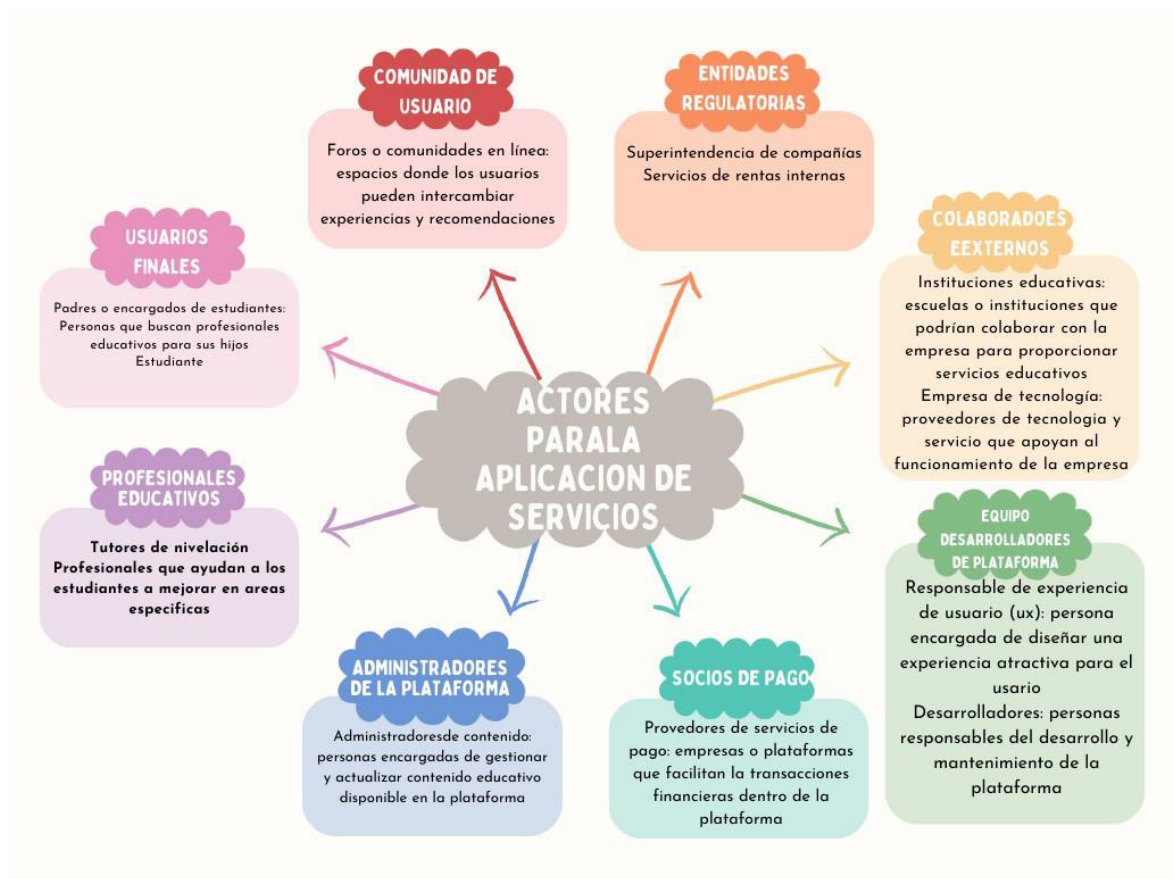 COMUNIDAD DE
USUARIO
Foros o comunidades en línea:
espacios donde los usuarios
pueden intercambiar
experiencias y recomendaciones
ENTIDADES
REGULATORIAS
Superintendencia de compañías
Servicios de rentas internas
USUARIOS
FINALES
Padres o encargados de estudiantes:
Personas que buscan profesionales
educativos para sus hijos
Estudiante
COLABORADOES
EEXTERNOS
Instituciones educativas:
escuelas o instituciones que
podrían colaborar con la
empresa para proporcionar
servicios educativos
Empresa de tecnología:
proveedores de tecnologia y
servicio que apoyan al
funcionamiento de la empresa
ACTORES
PARALA
APLICACION DE
SERVICIOS
PROFESIONALES
EDUCATIVOS
Tutores de nivelación
Profesionales que ayudan a los
estudiantes a mejorar en areas
especificas
EQUIPO
DESARROLLADORES
DE PLATAFORMA
Responsable de experiencia
de usuario (ux): persona
encargada de diseñar una
experiencia atractiva para el
usario
Desarrolladores: personas
responsables del desarrollo y
mantenimiento de la
plataforma
ADMINISTRADORES
DE LA PLATAFORMA
Administradoresde contenido:
personas encargadas de gestionar
y actualizar contenido educativo
disponible en la plataforma
SOCIOS DE PAGO
Provedores de servicios de
pago: empresas o plataformas
que facilitan la transacciones
financieras dentro de la
plataforma